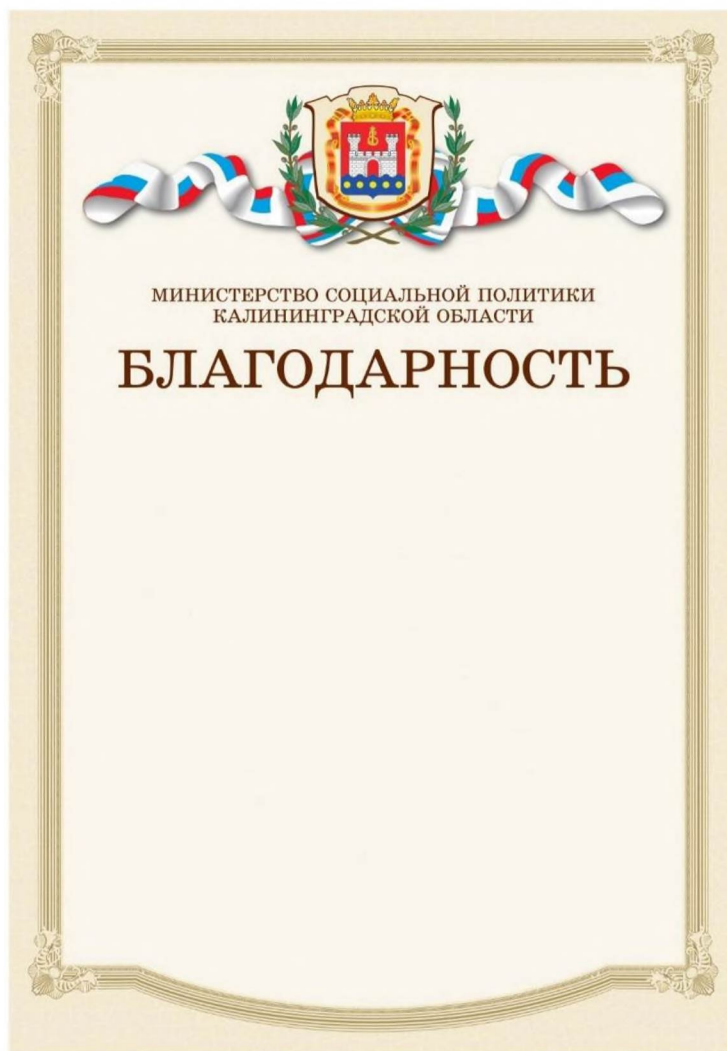 МИНИСТЕРСТВО СОЦИАЛЬНОЙ ПОЛИТИКИ
КАЛИНИНГРАДСКОЙ ОБЛАСТИ
БЛАГОДАРНОСТЬ